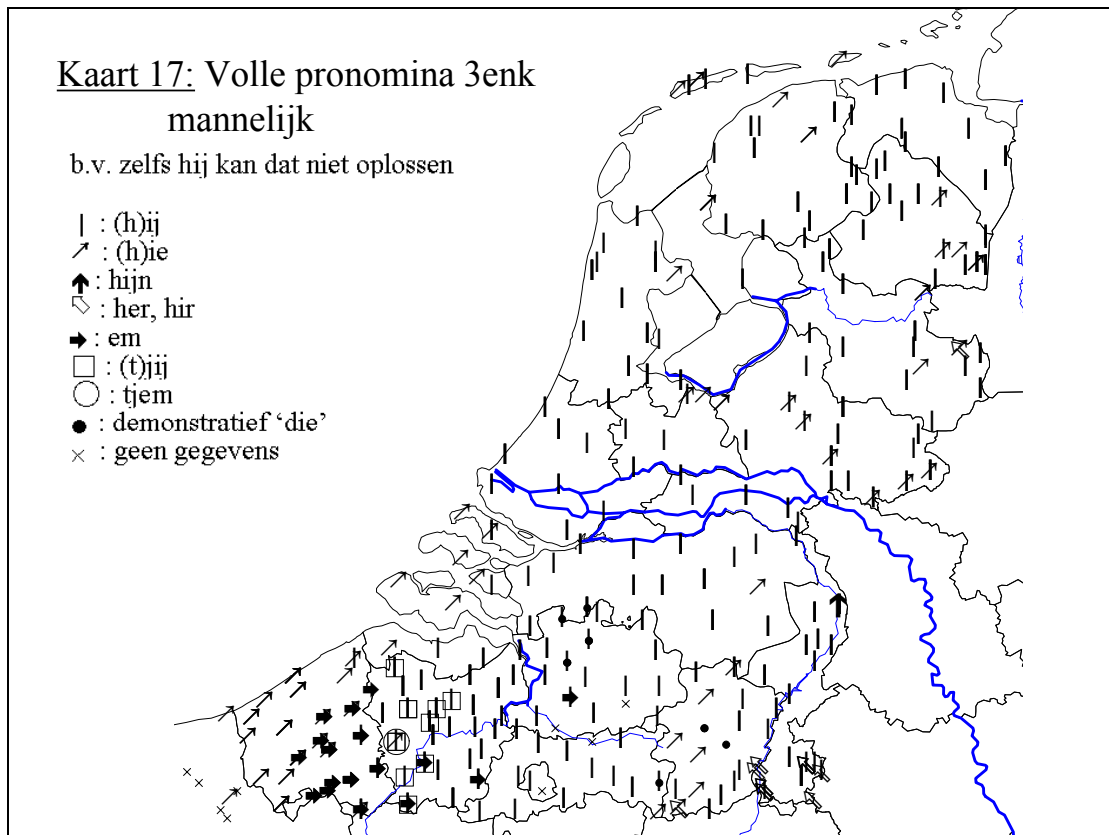 Kaart 17: Volle pronomina 3enk
mannelijk
b.v. zelfs hij kan dat niet oplossen
: (h)ij
: (h)ie
: hijn
: her, hir
: em
: (t)jij
: tjem
: demonstratief ‘die’
: geen gegevens